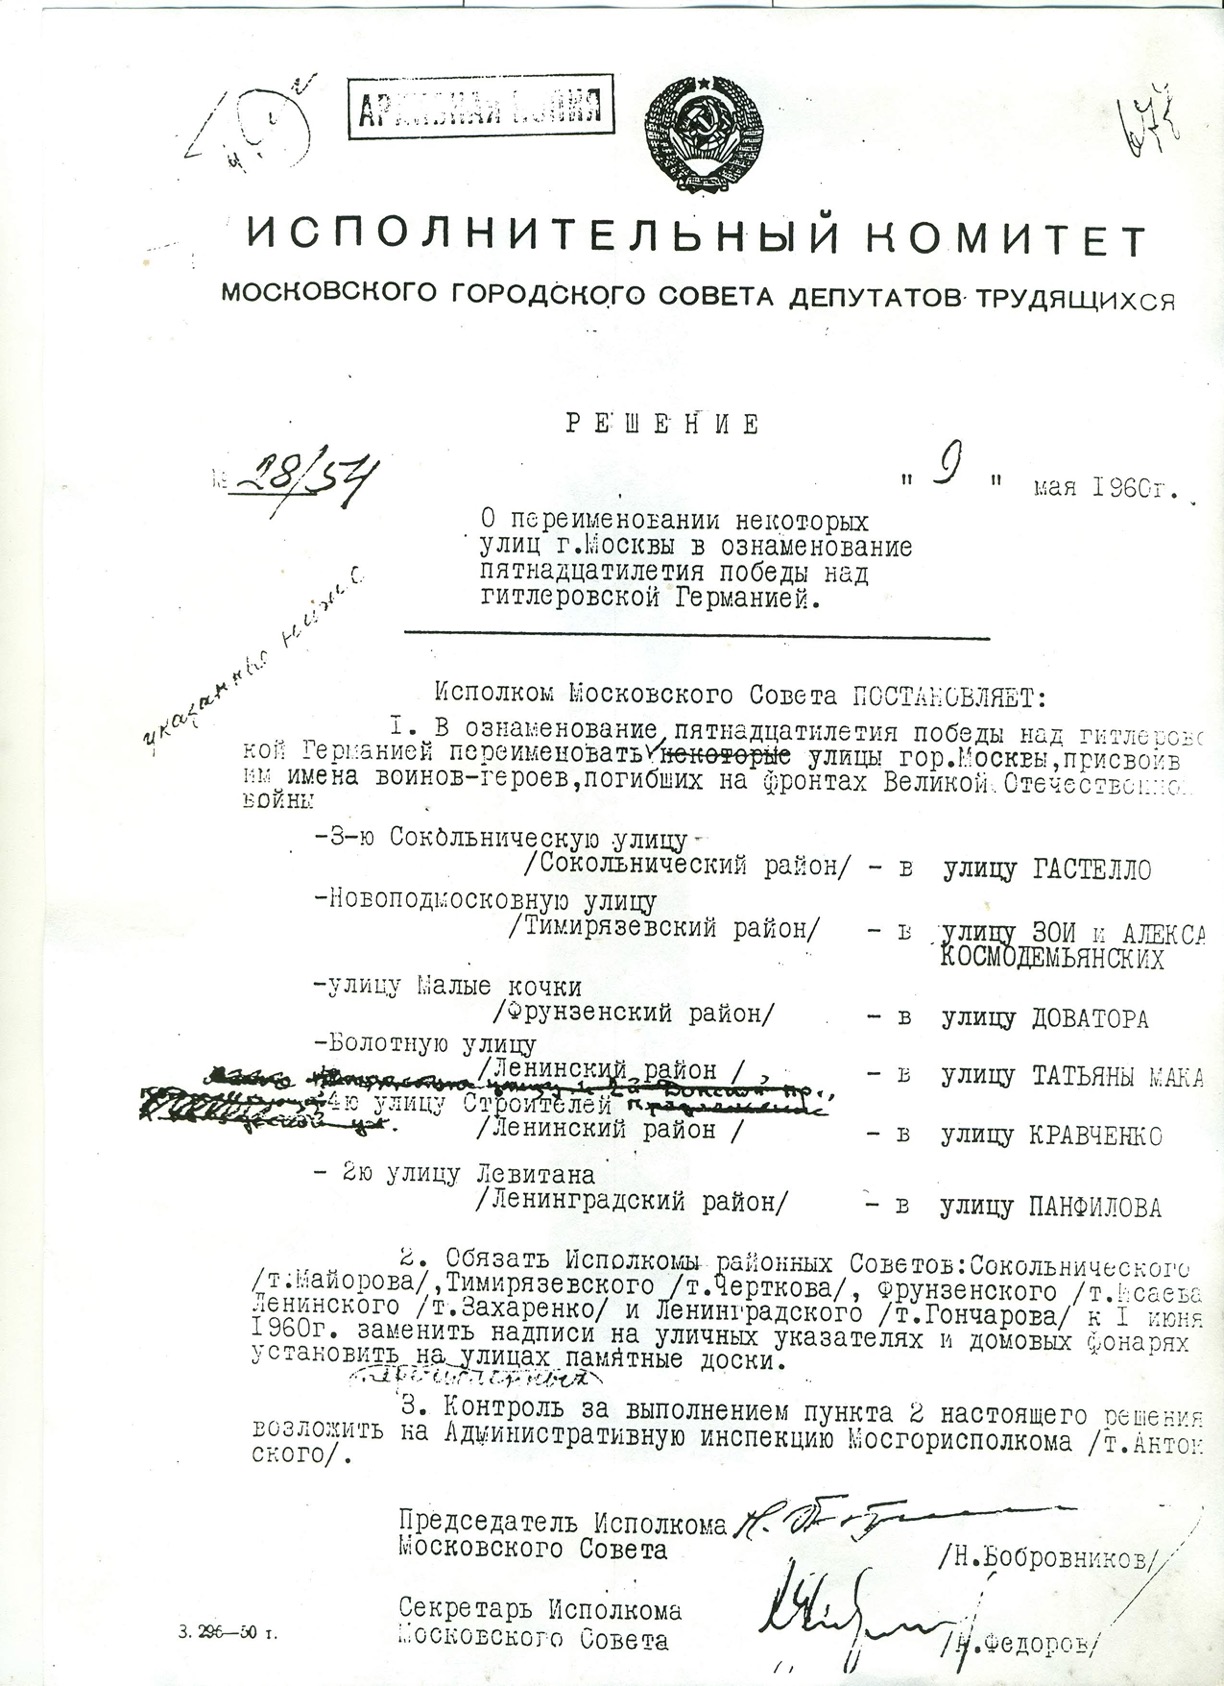 АРХИВНАЯ КОПИЯ
ИСПОЛНИТЕЛЬНЫЙ КОМИТЕТ
МОСКОВСКОГО ГОРОДСКОГО СОВЕТА ДЕПУТАТОВ ТРУДЯЩИХСЯ
РЕШЕНИЕ
№ 28/54
" 9 " мая 1960г.
О переименовании некоторых
улиц г.Москвы в ознаменование
пятнадцатилетия победы над
гитлеровской Германией.
Исполком Московского Совета ПОСТАНОВЛЯЕТ:
I. В ознаменование пятнадцатилетия победы над гитлеровс
кой Германией переименовать некоторые улицы гор.Москвы,присвоив
им имена воинов-героев,погибших на фронтах Великой Отечественно
войны
-3-ю Сокольническую улицу
/Сокольнический район/ - в улицу ГАСТЕЛЛО
-Новоподмосковную улицу
/Тимирязевский район/ - в улицу ЗОИ и АЛЕКСА
КОСМОДЕМЬЯНСКИХ
-улицу Малые кочки
/Фрунзенский район/ - в улицу ДОВАТОРА
-Болотную улицу
/Ленинский район /, - в улицу ТАТЬЯНЫ МАКА
4ю улицу Строителей
/Ленинский район / - в улицу КРАВЧЕНКО
- 2ю улицу Левитана
/Ленинградский район/ - в улицу ПАНФИЛОВА
2. Обязать Исполкомы районных Советов:Сокольнического
/т.Майорова/,Тимирязевского /т.Черткова/, Фрунзенского /т.Исаева
Ленинского /т.Захаренко/ и Ленинградского /т.Гончарова/ к I июня
1960г. заменить надписи на уличных указателях и домовых фонарях
установить на улицах памятные доски.
3. Контроль за выполнением пункта 2 настоящего решения
возложить на Административную инспекцию Мосгорисполкома /т.Антон
ского/.
Председатель Исполкома
Московского Совета
/Н.Бобровников/
Секретарь Исполкома
Московского Совета
/Н.Федоров/
З. 296—50 г.